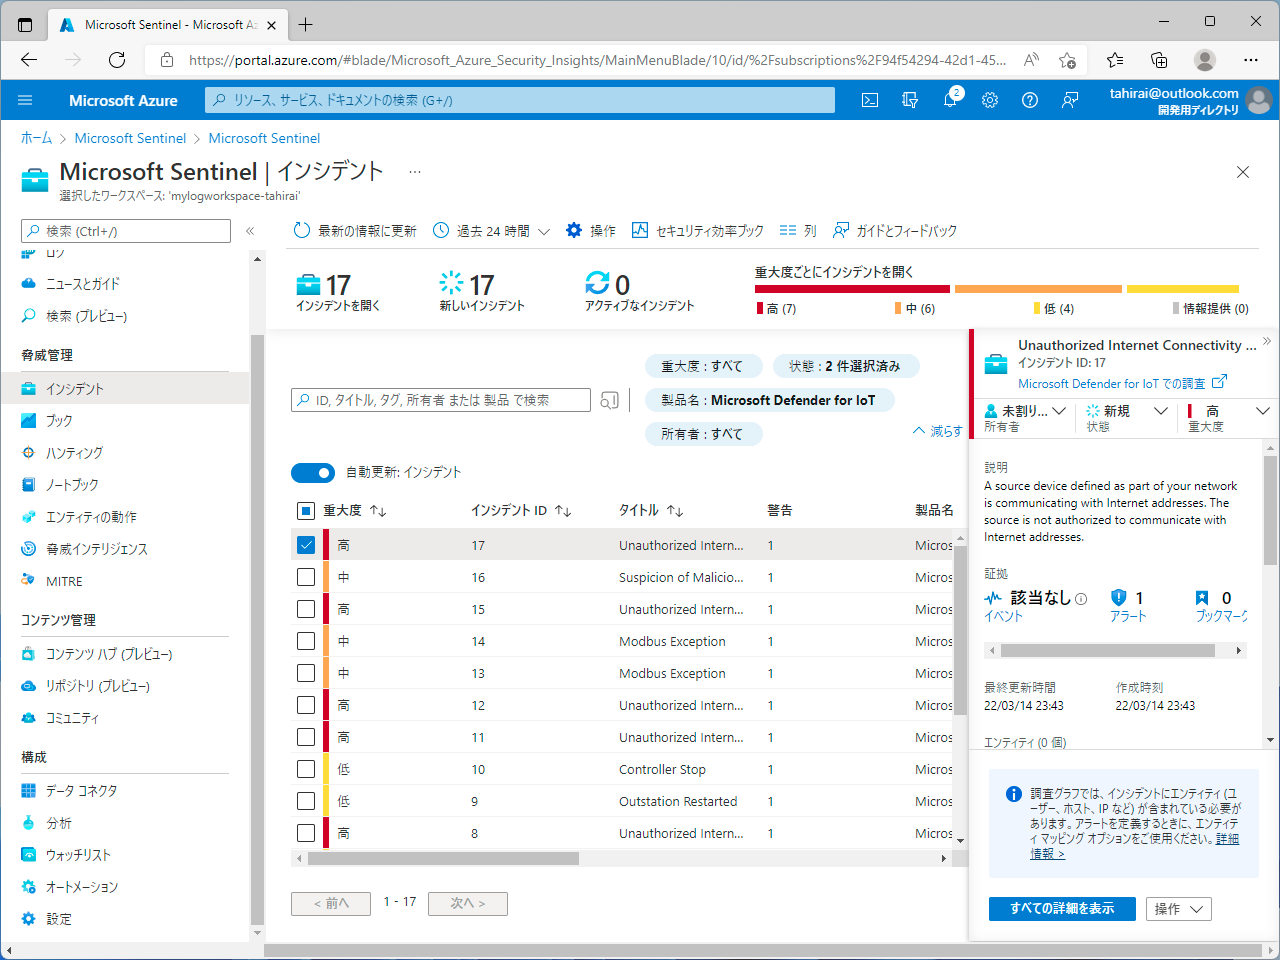 Microsoft Sentinel - Microsoft Az
https://portal.azure.com/#blade/Microsoft_Azure_Security_Insights/MainMenuBlade/10/id/%2Fsubscriptions%2F94f54294-42d1-45...
Microsoft Azure
リソース、サービス、ドキュメントの検索 (G+/)
2
tahirai@outlook.com
開発用ディレクトリ
ホーム > Microsoft Sentinel > Microsoft Sentinel
Microsoft Sentinel | インシデント ...
選択したワークスペース: 'mylogworkspace-tahirai'
検索 (Ctrl+/)
«
ログ
ニュースとガイド
検索 (プレビュー)
脅威管理
インシデント
ブック
ハンティング
ノートブック
エンティティの動作
脅威インテリジェンス
MITRE
コンテンツ管理
コンテンツ ハブ (プレビュー)
リポジトリ (プレビュー)
コミュニティ
構成
データ コネクタ
分析
ウォッチリスト
オートメーション
設定
最新の情報に更新
過去 24 時間
操作
セキュリティ効率ブック
列
ガイドとフィードバック
17
インシデントを開く
17
新しいインシデント
0
アクティブなインシデント
重大度ごとにインシデントを開く
高 (7)
中 (6)
低 (4)
情報提供 (0)
ID, タイトル, タグ, 所有者 または 製品 で検索
重大度 : すべて
状態 : 2 件選択済み
製品名 : Microsoft Defender for IoT
所有者 : すべて
減らす
自動更新: インシデント
重大度 ↑↓ インシデント ID ↑↓ タイトル ↑↓ 警告 製品名
高 17 Unauthorized Intern... 1 Micros
中 16 Suspicion of Malicio... 1 Micros
高 15 Unauthorized Intern... 1 Micros
中 14 Modbus Exception 1 Micros
中 13 Modbus Exception 1 Micros
高 12 Unauthorized Intern... 1 Micros
高 11 Unauthorized Intern... 1 Micros
低 10 Controller Stop 1 Micros
低 9 Outstation Restarted 1 Micros
高 8 Unauthorized Intern... 1 Micros
< 前へ
1 - 17
次へ >
Unauthorized Internet Connectivity ...
»
インシデント ID: 17
Microsoft Defender for IoT での調査
未割り...
所有者
新規
状態
高
重大度
説明
A source device defined as part of your network
is communicating with Internet addresses. The
source is not authorized to communicate with
Internet addresses.
証拠
該当なし
イベント
1
アラート
0
ブックマーク
最終更新時間
22/03/14 23:43
作成時刻
22/03/14 23:43
エンティティ (0 個)
調査グラフでは、インシデントにエンティティ (ユ
ーザー、ホスト、IP など) が含まれている必要が
あります。アラートを定義するときに、エンティテ
ィ マッピング オプションをご使用ください。詳細
情報 >
すべての詳細を表示
操作